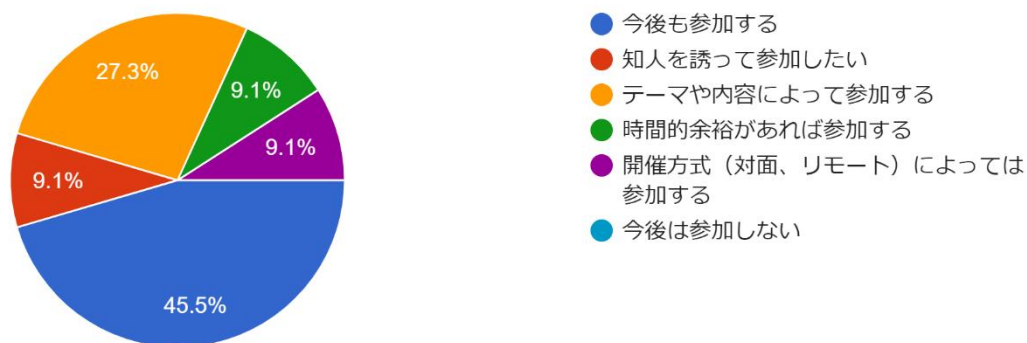 27.3%
9.1%
9.1%
9.1%
45.5%
今後も参加する
知人を誘って参加したい
テーマや内容によって参加する
時間的余裕があれば参加する
開催方式（対面、リモート）によっては
参加する
今後は参加しない